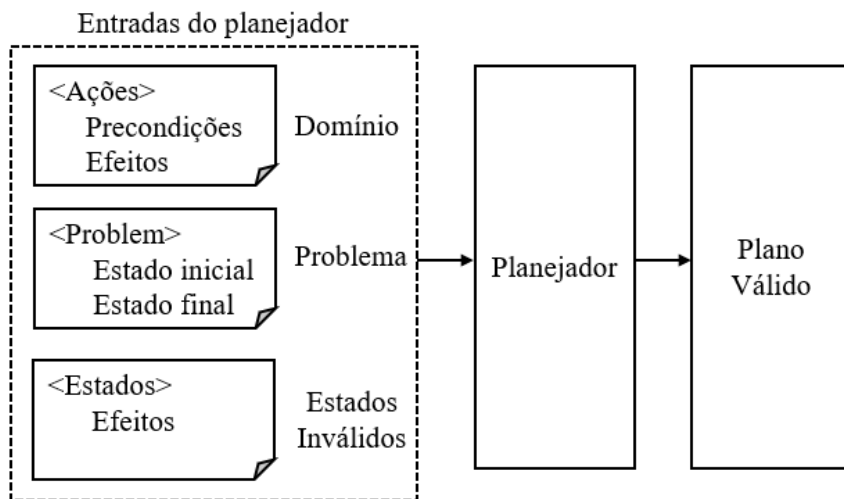 Entradas do planejador
<Ações>
Precondições
Efeitos
Domínio
<Problem>
Estado inicial
Estado final
Problema
<Estados>
Efeitos
Estados
Inválidos
Planejador
Plano
Válido